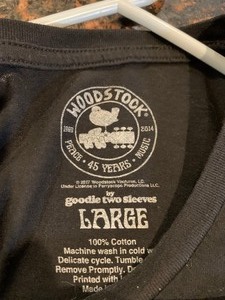 WOODSTOCK
1969 2014
PEACE • 45 YEARS • MUSIC
© 2017 Woodstock Ventures, LC
Under License to Perryscope Productions LLC.
by
goodie two sleeves
LARGE
100% Cotton
Machine wash in cold
Delicate cycle. Tumble
Remove Promptly.
Printed with
Made